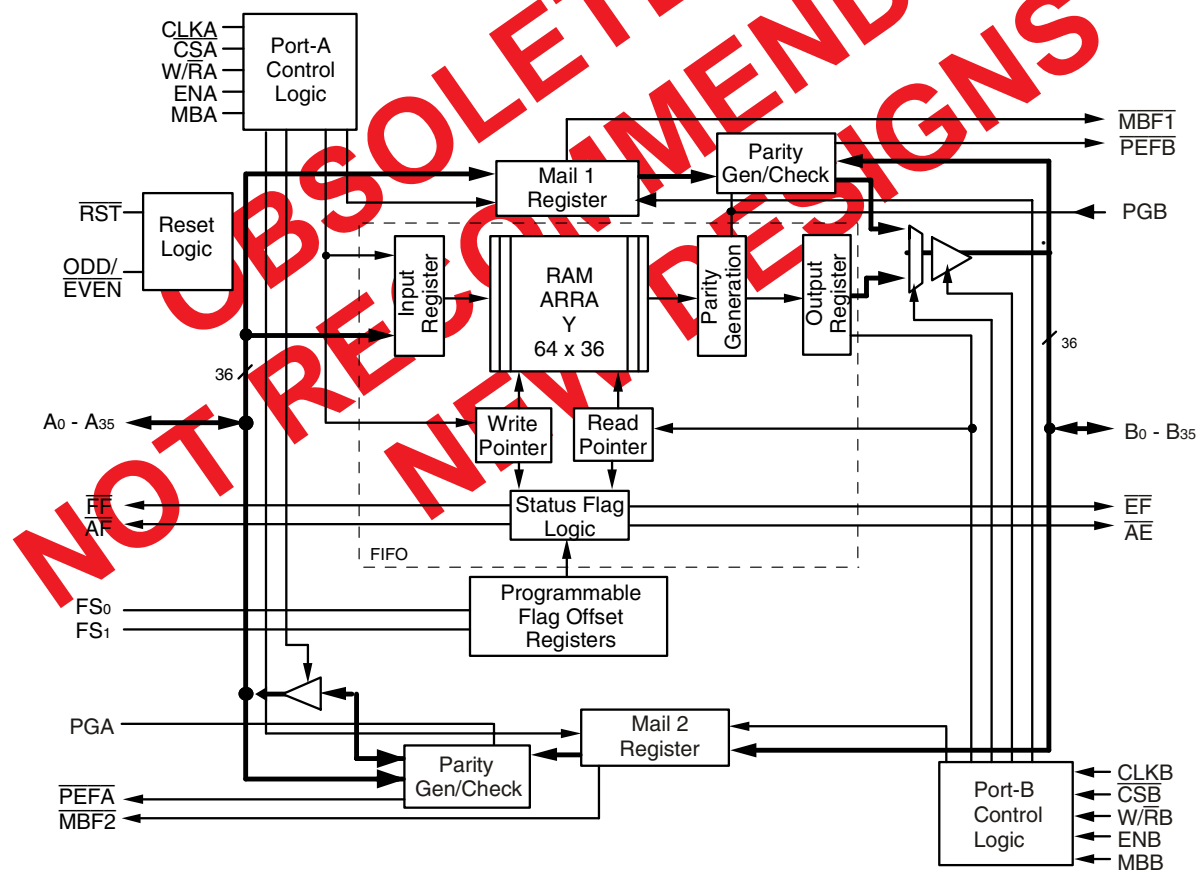 OBSOLETE
NOT RECOMMENDED
NEW DESIGNS
CLKA
CSA
W/RA
ENA
MBA
Port-A
Control
Logic
RST
ODD/
EVEN
Reset
Logic
Mail 1
Register
Parity
Gen/Check
MBF1
PEFB
PGB
Input
Register
RAM
ARRA
Y
64 x 36
Parity
Generation
Output
Register
36
36
A0 - A35
Write
Pointer
Read
Pointer
B0 - B35
FF
AF
Status Flag
Logic
EF
AE
FIFO
FS0
FS1
Programmable
Flag Offset
Registers
PGA
Mail 2
Register
Parity
Gen/Check
PEFA
MBF2
Port-B
Control
Logic
CLKB
CSB
W/RB
ENB
MBB